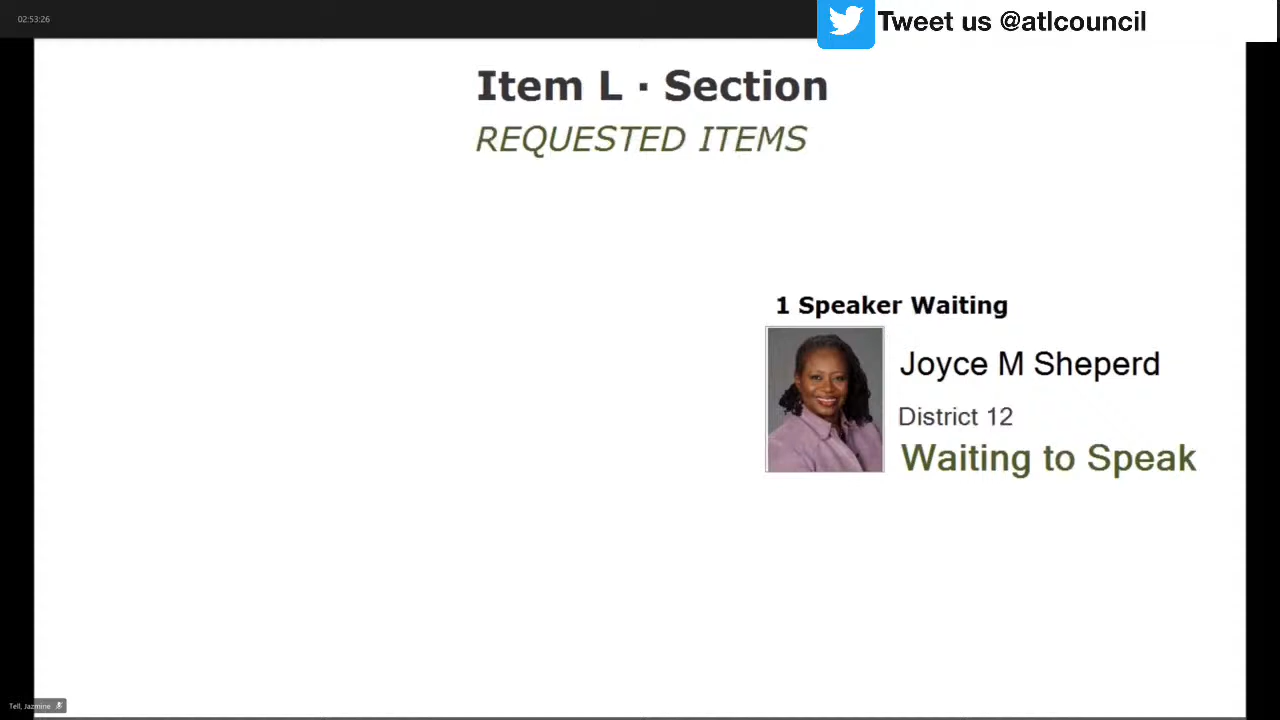 02:53:26
Tweet us @atlcouncil
Item L · Section
REQUESTED ITEMS
1 Speaker Waiting
Joyce M Sheperd
District 12
Waiting to Speak
Tell, Jazmine